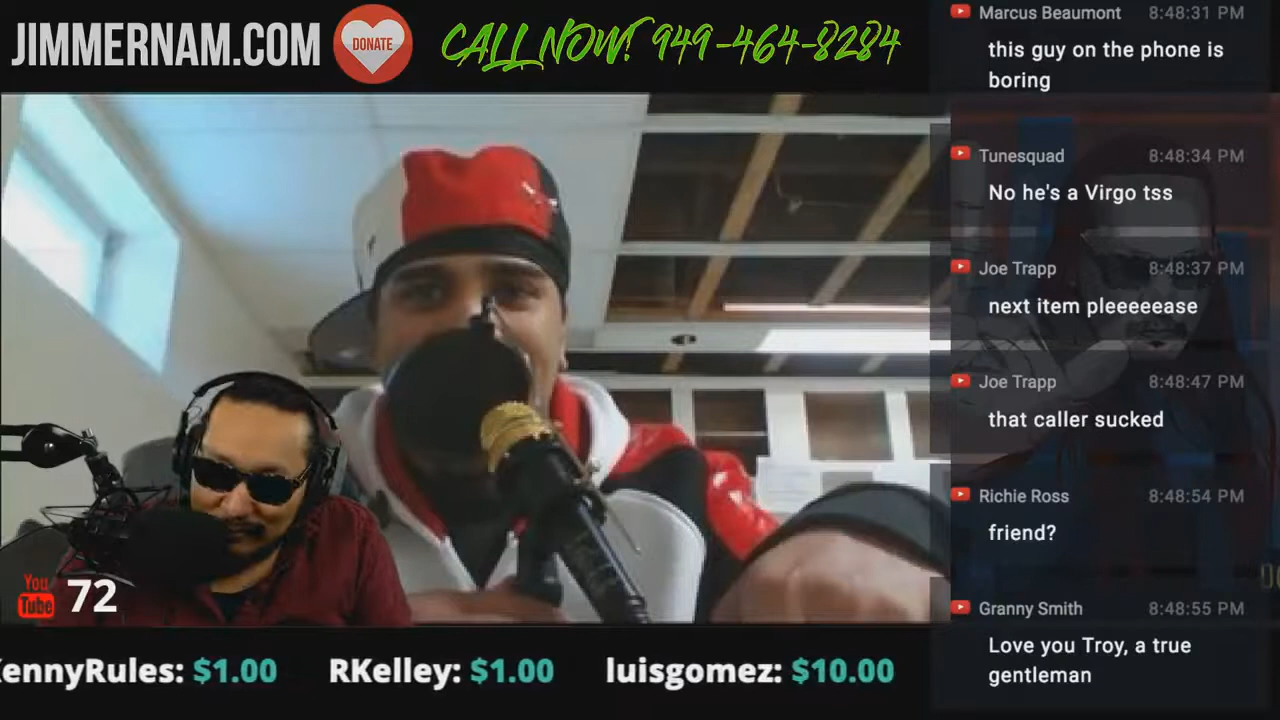 JIMMERNAM.COM
DONATE
CALL NOW! 949-464-8284
Marcus Beaumont 8:48:31 PM
this guy on the phone is
boring
Tunesquad 8:48:34 PM
No he's a Virgo tss
Joe Trapp 8:48:37 PM
next item pleeeeease
Joe Trapp 8:48:47 PM
that caller sucked
Richie Ross 8:48:54 PM
friend?
Granny Smith 8:48:55 PM
Love you Troy, a true
gentleman
You
Tube 72
KennyRules: $1.00 RKelley: $1.00 luisgomez: $10.00